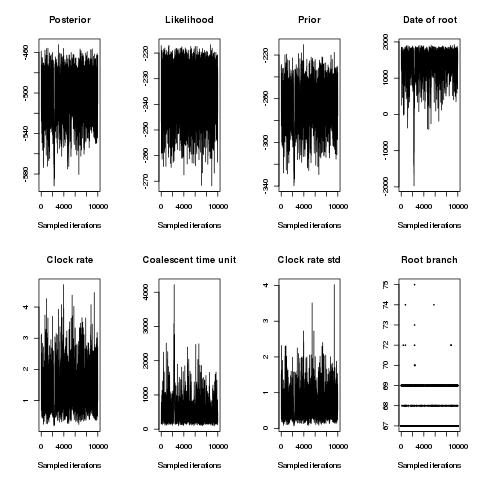 Posterior
-460
-500
-540
-580
0 4000 10000
Sampled iterations
Likelihood
-220
-230
-240
-250
-260
-270
0 4000 10000
Sampled iterations
Prior
-220
-260
-300
-340
0 4000 10000
Sampled iterations
Date of root
2000
1000
0
-1000
-2000
0 4000 10000
Sampled iterations
Clock rate
4
3
2
1
0 4000 10000
Sampled iterations
Coalescent time unit
4000
3000
2000
1000
0
0 4000 10000
Sampled iterations
Clock rate std
4
3
2
1
0
0 4000 10000
Sampled iterations
Root branch
75
74
73
72
70
69
68
67
0 4000 10000
Sampled iterations